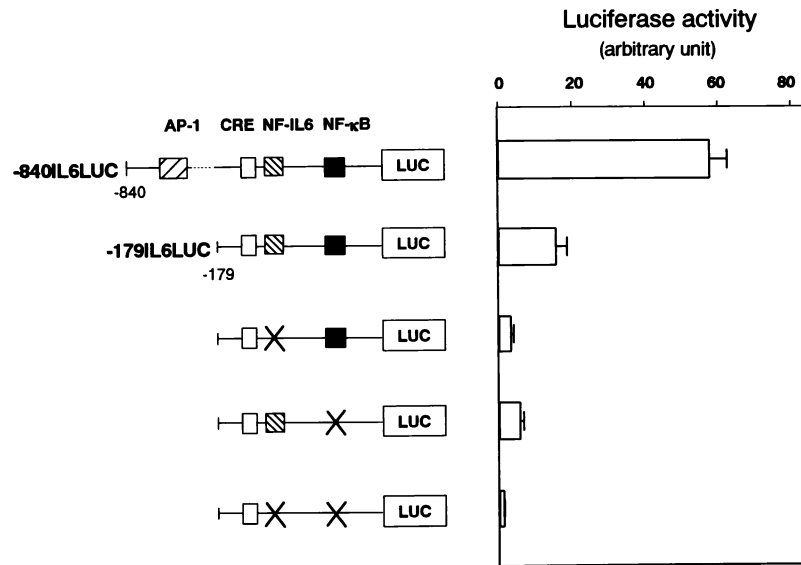 Luciferase activity
(arbitrary unit)
0 20 40 60 80
AP-1 CRE NF-IL6 NF-κB
-840IL6LUC LUC
-840
-179IL6LUC LUC
-179
LUC
LUC
LUC